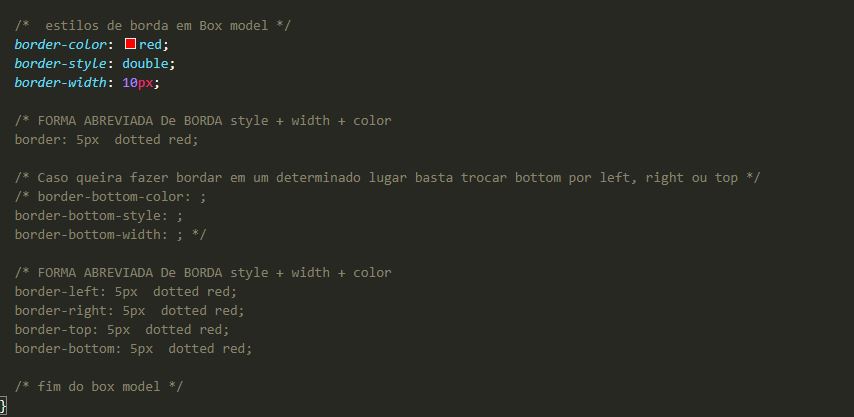 /*  estilos de borda em Box model */
border-color: red;
border-style: double;
border-width: 10px;
/* FORMA ABREVIADA De BORDA style + width + color
border: 5px  dotted red;
/* Caso queira fazer bordar em um determinado lugar basta trocar bottom por left, right ou top */
/* border-bottom-color: ;
border-bottom-style: ;
border-bottom-width: ; */
/* FORMA ABREVIADA De BORDA style + width + color
border-left: 5px  dotted red;
border-right: 5px  dotted red;
border-top: 5px  dotted red;
border-bottom: 5px  dotted red;
/* fim do box model */
}